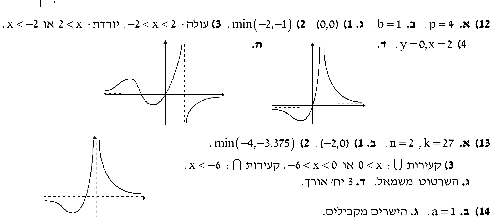 12) א. p = 4. ב. b = 1 ג. 1) (0,0) 2) min(−2,−1). 3) עולה: −2 < x < 2. יורדת: 2 < x או x < −2.
4) y = 0, x = 2. ד. ה.
13) א. n = 2, k = 27. ב. 1) (−2,0). 2) min(−4,−3.375).
3) קעירות ∪: 0 < x או −6 < x < 0, קעירות ∩: x < −6.
ג. השרטוט משמאל. ד. 3 יח' אורך.
14) ב. a = 1. ג. הישרים מקבילים.